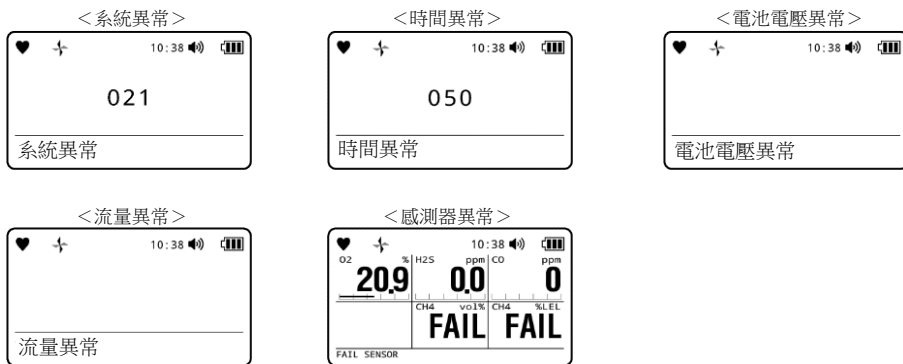 ＜系統異常＞
10:38
021
系統異常
＜時間異常＞
10:38
050
時間異常
＜電池電壓異常＞
10:38
電池電壓異常
＜流量異常＞
10:38
流量異常
＜感測器異常＞
10:38
O2 % H2S ppm CO ppm
20.9 0.0 0
CH4 vol% CH4 %LEL
FAIL FAIL
FAIL SENSOR